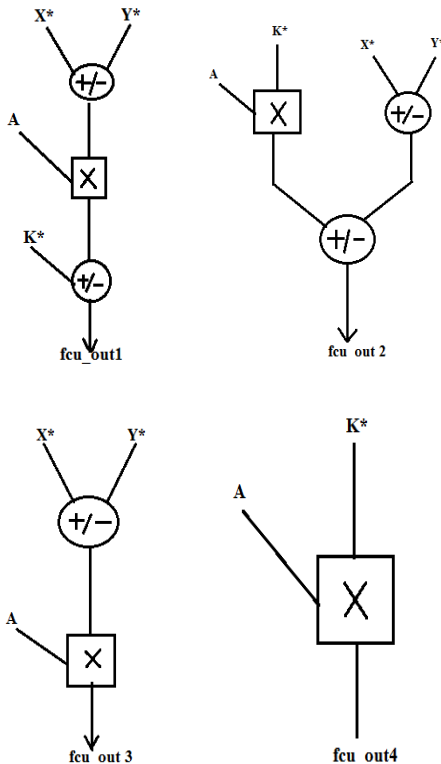 X* Y*
+/-
A
X
K*
+/-
fcu_out1
K*
A
X
X* Y*
+/-
+/-
fcu out 2
X* Y*
+/-
A
X
fcu out 3
K*
A
X
fcu out4